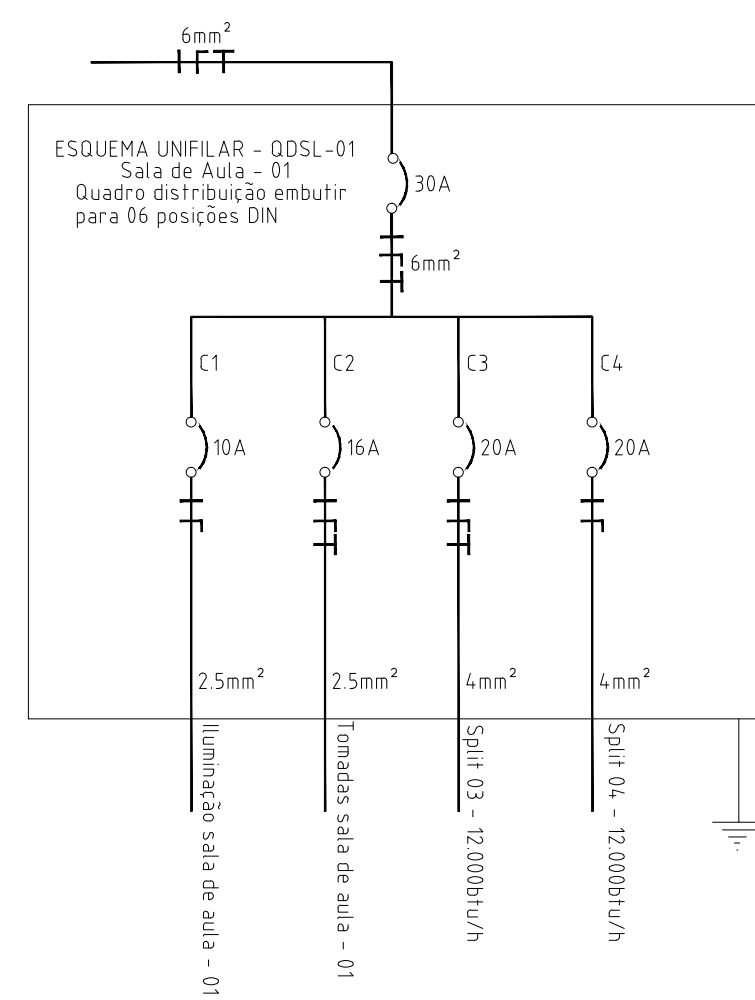 6mm²
ESQUEMA UNIFILAR - QDSL-01
Sala de Aula - 01
Quadro distribuição embutir
para 06 posições DIN
30A
6mm²
C1
C2
C3
C4
10A
16A
20A
20A
2.5mm²
2.5mm²
4mm²
4mm²
Iluminação sala de aula - 01
Tomadas sala de aula - 01
Split 03 - 12.000btu/h
Split 04 - 12.000btu/h